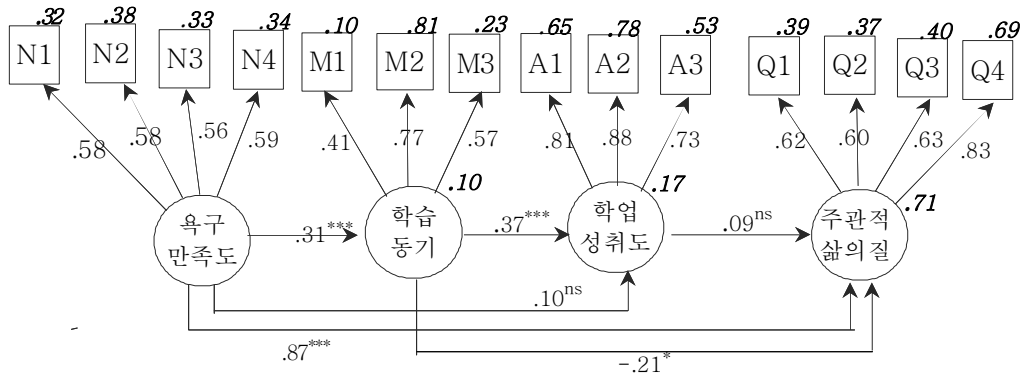 .32 .38 .33 .34 .10 .81 .23 .65 .78 .53 .39 .37 .40 .69
N1 N2 N3 N4 M1 M2 M3 A1 A2 A3 Q1 Q2 Q3 Q4
.58 .58 .56 .59 .41 .77 .57 .81 .88 .73 .62 .60 .63 .83
.10 .17 .71
욕구
만족도
학습
동기
학업
성취도
주관적
삶의질
.31***
.37***
.09ns
.10ns
.87***
-.21*